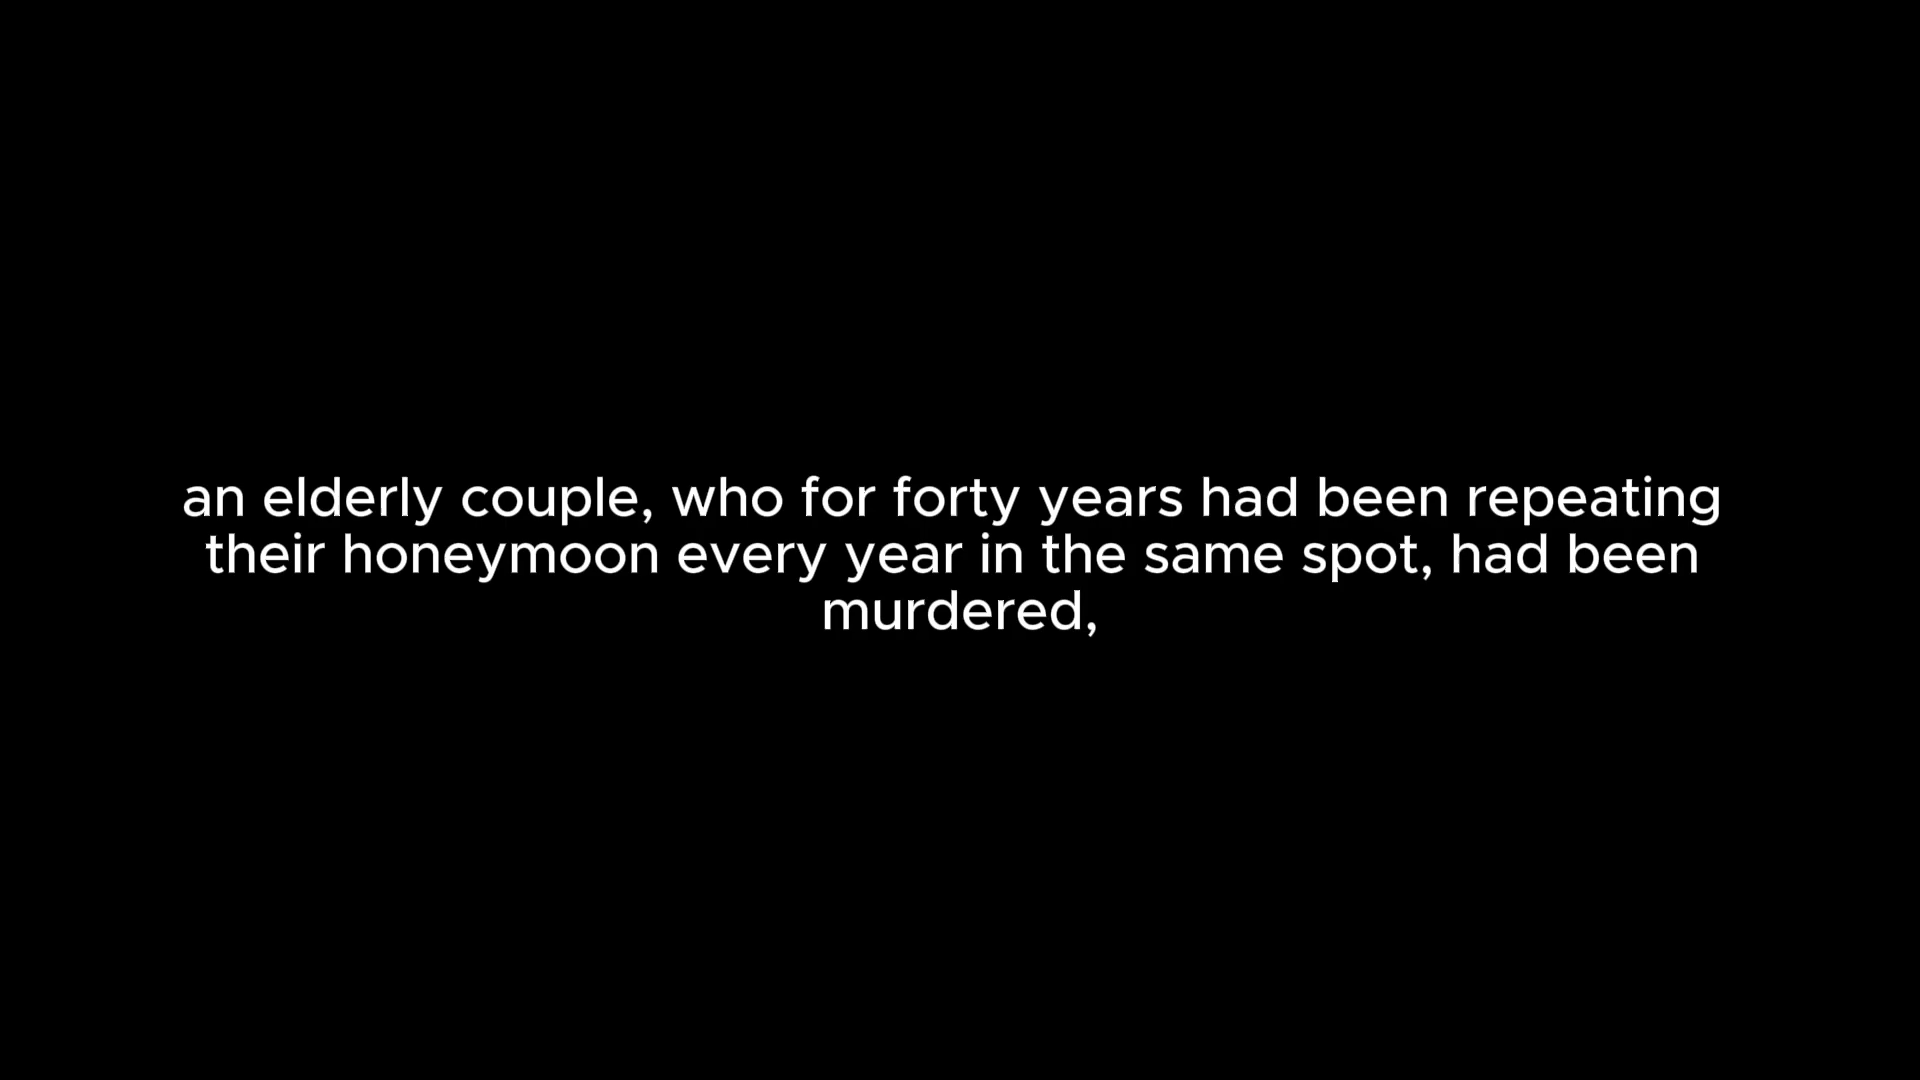 an elderly couple, who for forty years had been repeating
their honeymoon every year in the same spot, had been
murdered,